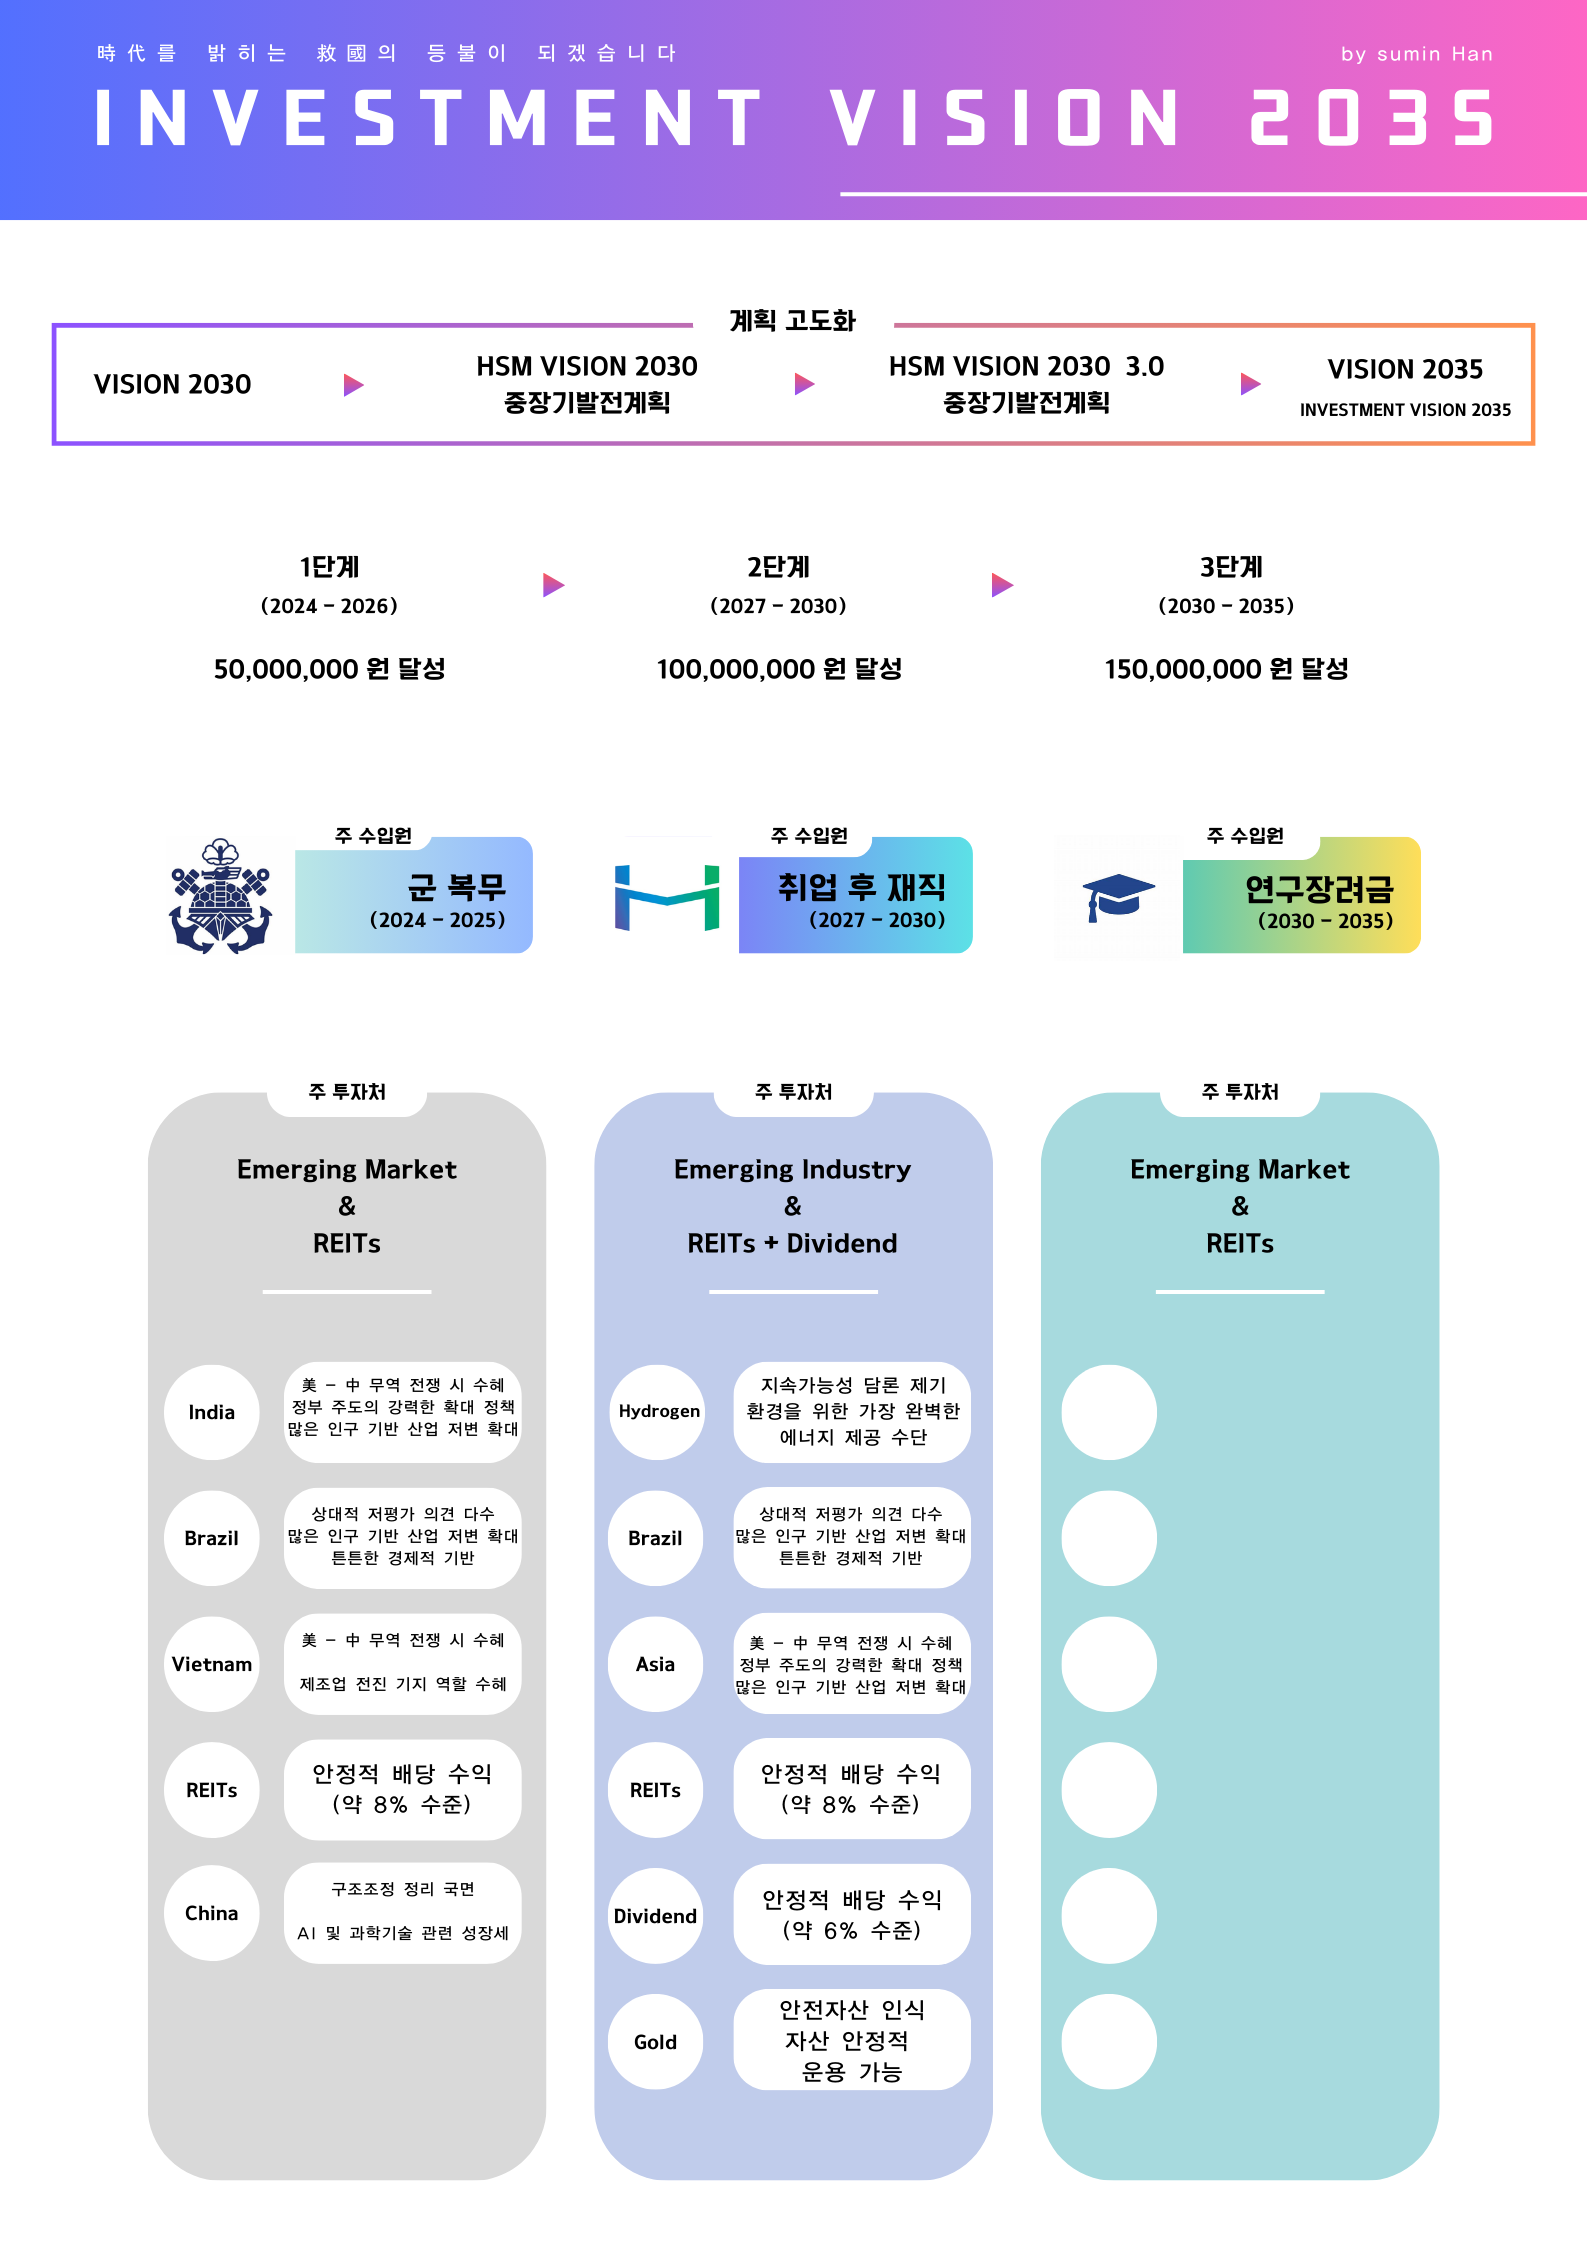 時代를 밝히는 救國의 등불이 되겠습니다
by sumin Han
INVESTMENT VISION 2035
계획 고도화
VISION 2030
HSM VISION 2030
중장기발전계획
HSM VISION 2030 3.0
중장기발전계획
VISION 2035
INVESTMENT VISION 2035
1단계
(2024 - 2026)
50,000,000 원 달성
2단계
(2027 - 2030)
100,000,000 원 달성
3단계
(2030 - 2035)
150,000,000 원 달성
주 수입원
군 복무
(2024 - 2025)
주 수입원
취업 후 재직
(2027 - 2030)
주 수입원
연구장려금
(2030 - 2035)
주 투자처
Emerging Market
&
REITs
India
美 - 中 무역 전쟁 시 수혜
정부 주도의 강력한 확대 정책
많은 인구 기반 산업 저변 확대
Brazil
상대적 저평가 의견 다수
많은 인구 기반 산업 저변 확대
튼튼한 경제적 기반
Vietnam
美 - 中 무역 전쟁 시 수혜
제조업 전진 기지 역할 수혜
REITs
안정적 배당 수익
(약 8% 수준)
China
구조조정 정리 국면
AI 및 과학기술 관련 성장세
주 투자처
Emerging Industry
&
REITs + Dividend
Hydrogen
지속가능성 담론 제기
환경을 위한 가장 완벽한
에너지 제공 수단
Brazil
상대적 저평가 의견 다수
많은 인구 기반 산업 저변 확대
튼튼한 경제적 기반
Asia
美 - 中 무역 전쟁 시 수혜
정부 주도의 강력한 확대 정책
많은 인구 기반 산업 저변 확대
REITs
안정적 배당 수익
(약 8% 수준)
Dividend
안정적 배당 수익
(약 6% 수준)
Gold
안전자산 인식
자산 안정적
운용 가능
주 투자처
Emerging Market
&
REITs